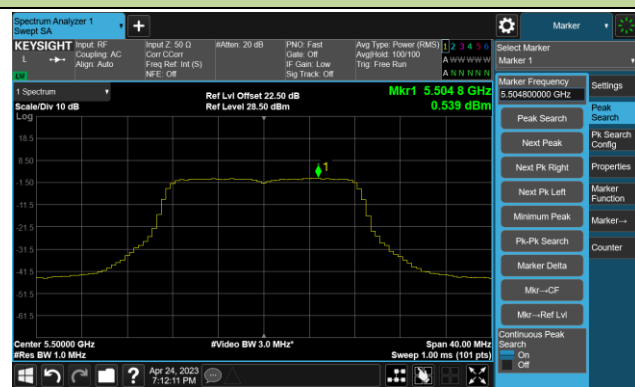 Spectrum Analyzer 1
Swept SA
Marker
KEYSIGHT
L
LV
Input: RF
Coupling: AC
Align: Auto
Input Z: 50 Ω
Corr CCorr
Freq Ref: Int (S)
NFE: Off
#Atten: 20 dB
PNO: Fast
Gate: Off
IF Gain: Low
Sig Track: Off
Avg Type: Power (RMS)
Avg|Hold: 100/100
Trig: Free Run
1 2 3 4 5 6
A W W W W W
A N N N N N
Select Marker
Marker 1
1 Spectrum
Scale/Div 10 dB
Log
Ref Lvl Offset 22.50 dB
Ref Level 28.50 dBm
Mkr1 5.504 8 GHz
0.539 dBm
18.5
8.50
-1.50
-11.5
-21.5
-31.5
-41.5
-51.5
-61.5
1
Center 5.50000 GHz
#Res BW 1.0 MHz
#Video BW 3.0 MHz*
Span 40.00 MHz
Sweep 1.00 ms (101 pts)
Marker Frequency
5.504800000 GHz
Peak Search
Next Peak
Next Pk Right
Next Pk Left
Minimum Peak
Pk-Pk Search
Marker Delta
Mkr→CF
Mkr→Ref Lvl
Continuous Peak
Search
On
Off
Settings
Peak
Search
Pk Search
Config
Properties
Marker
Function
Marker→
Counter
?
Apr 24, 2023
7:12:11 PM